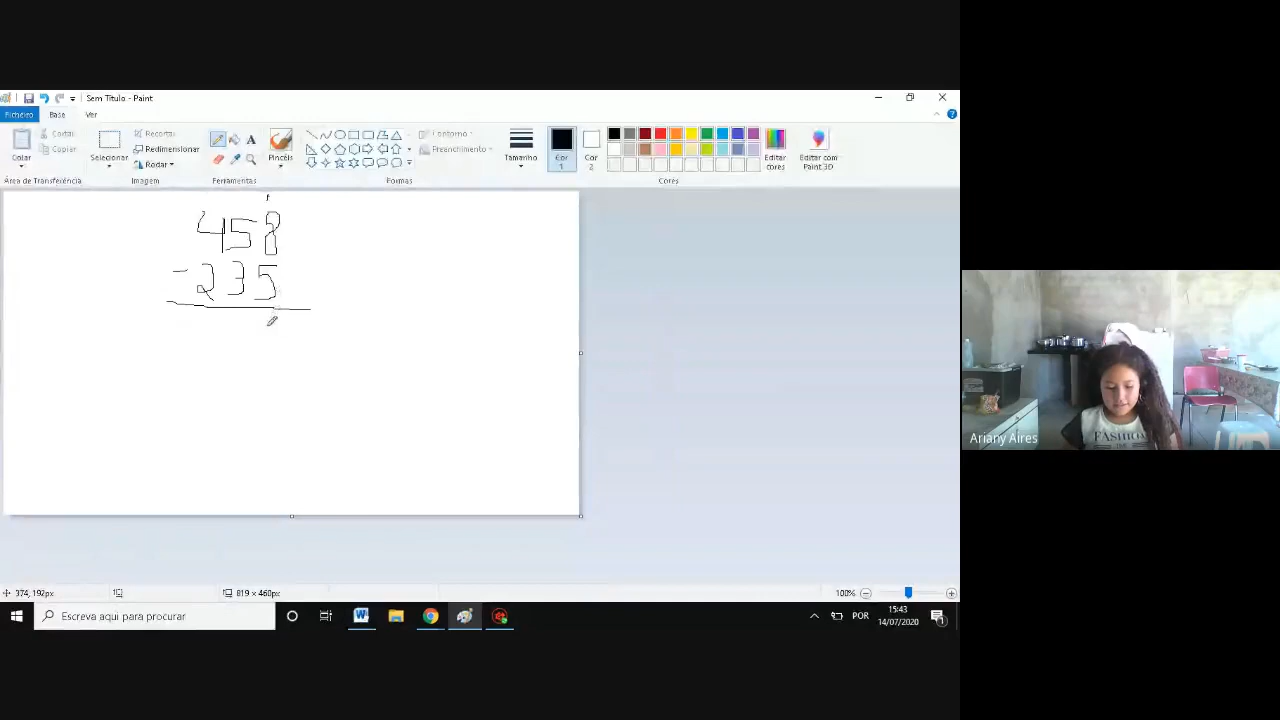 Sem Título - Paint
Ficheiro Base Ver
Colar
Cortar
Copiar
Área de Transferência
Selecionar
Recortar
Redimensionar
Rodar
Imagem
A
Ferramentas
Pincéis
Contorno
Preenchimento
Formas
Tamanho
Cor 1
Cor 2
Editar cores
Cores
Editar com Paint 3D
458
-235
FASHION
Ariany Aires
374, 192px
819 × 460px
100%
Escreva aqui para procurar
POR
15:43
14/07/2020
1